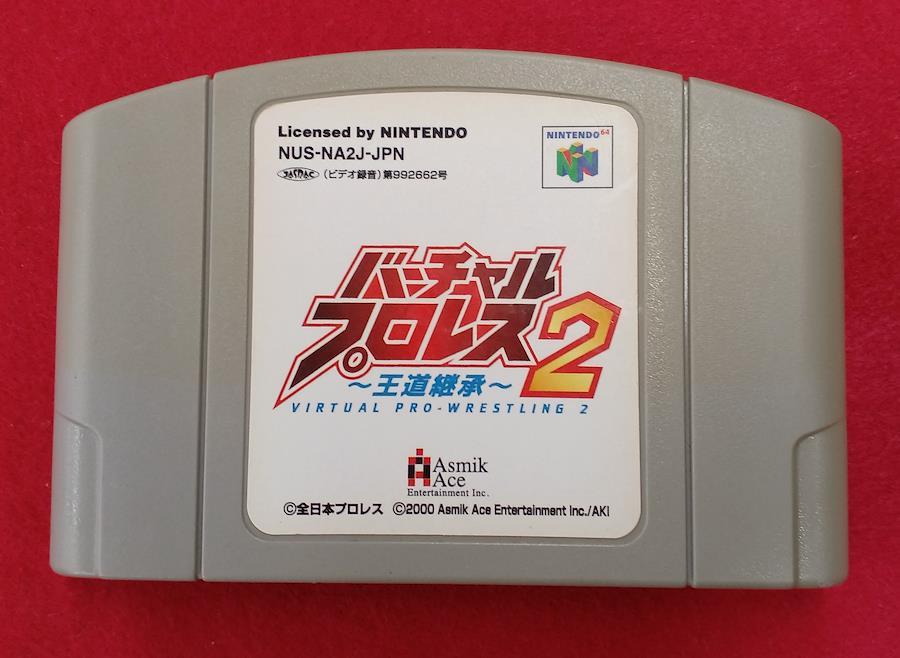 Licensed by NINTENDO
NUS-NA2J-JPN
JASRAC (ビデオ録音)第992662号
NINTENDO 64
バーチャル
プロレス2
~王道継承~
VIRTUAL PRO-WRESTLING 2
Asmik
Ace
Entertainment Inc.
©全日本プロレス ©2000 Asmik Ace Entertainment Inc./AKI